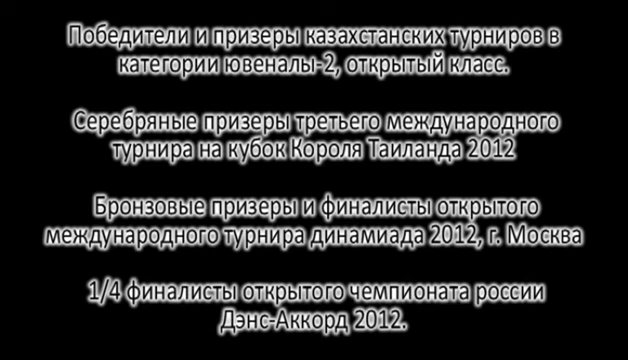 Победители и призеры казахстанских турниров в
категории ювеналы-2, открытый класс.
Серебряные призеры третьего международного
турнира на кубок Короля Таиланда 2012
Бронзовые призеры и финалисты открытого
международного турнира динамиада 2012, г. Москва
1/4 финалисты открытого чемпионата россии
Дэнс-Аккорд 2012.